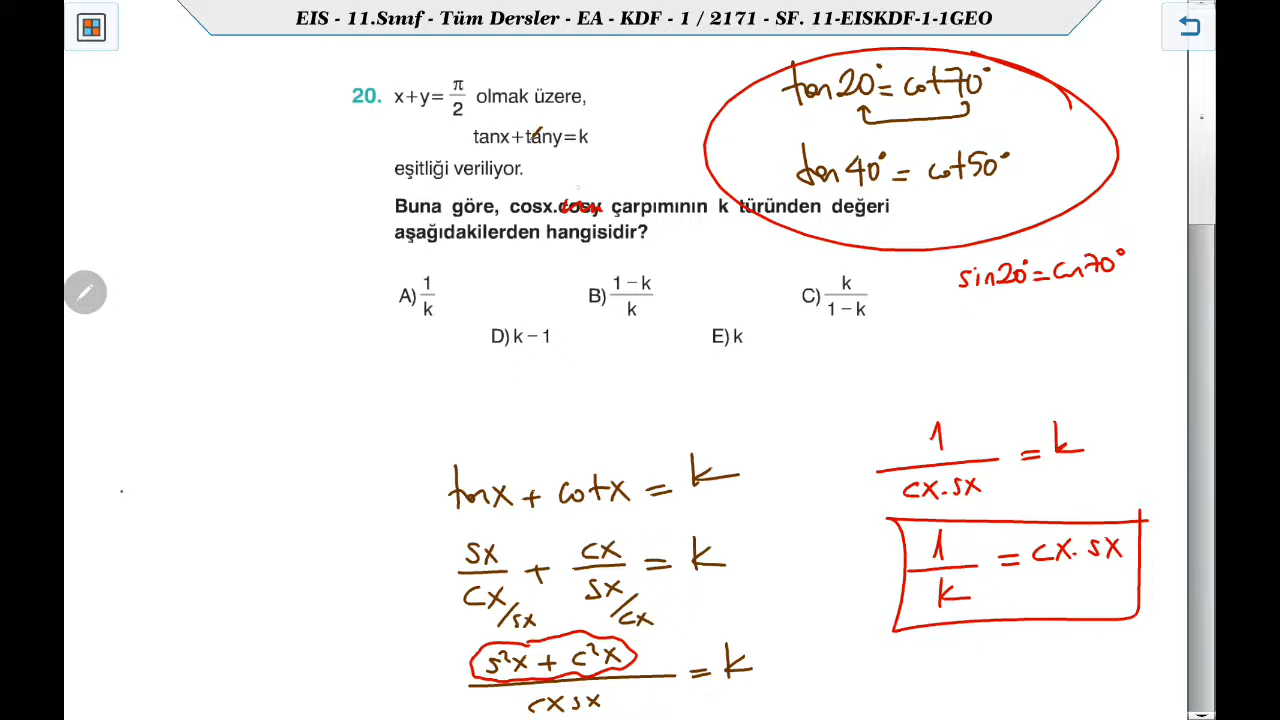 EIS - 11.Sınıf - Tüm Dersler - EA - KDF - 1 / 2171 - SF. 11-EISKDF-1-1GEO
20. x+y= π/2 olmak üzere,
tanx+tany=k
eşitliği veriliyor.
Buna göre, cosx.cosy çarpımının k türünden değeri
aşağıdakilerden hangisidir?
A) 1/k B) 1−k/k C) k/1−k
D) k − 1 E) k
tan20° = cot70°
tan40° = cot50°
sin20° = cos70°
tanx + cotx = k
sx/cx /sx + cx/sx /cx = k
s²x + c²x / cx sx = k
1/cx.sx = k
1/k = cx.sx